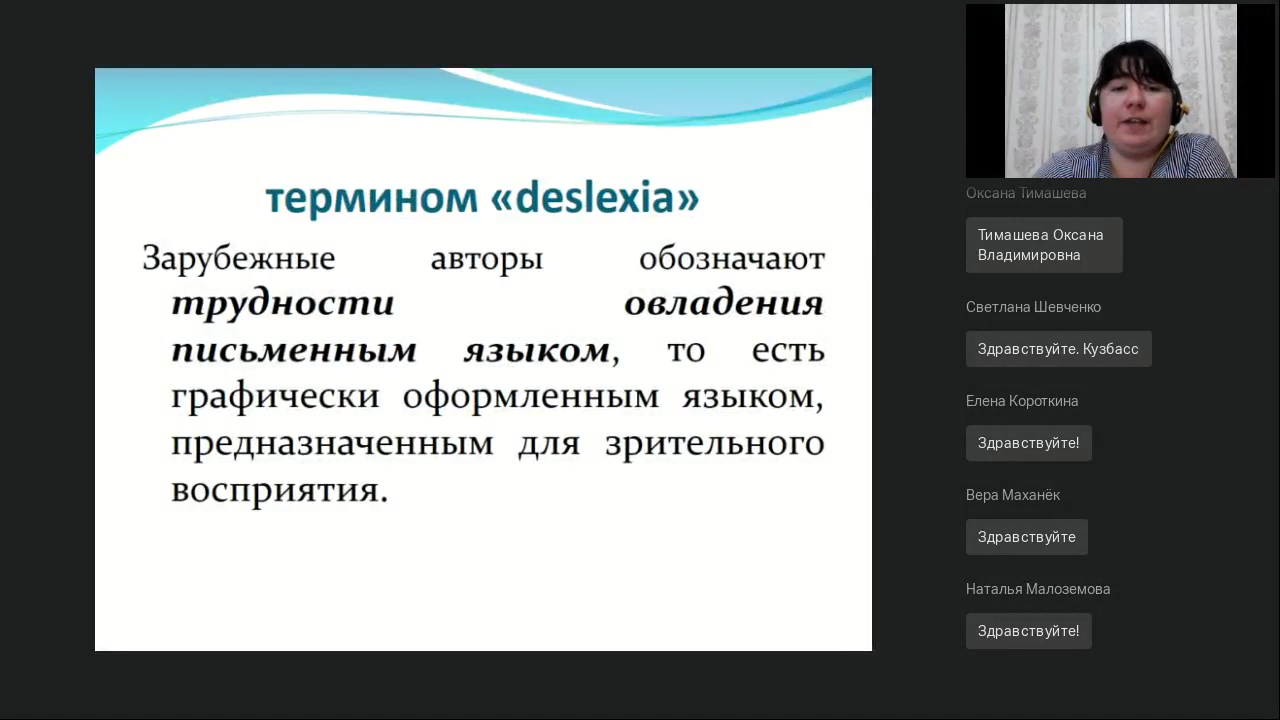 термином «deslexia»
Зарубежные авторы обозначают
трудности овладения
письменным языком, то есть
графически оформленным языком,
предназначенным для зрительного
восприятия.
Оксана Тимашева
Тимашева Оксана
Владимировна
Светлана Шевченко
Здравствуйте. Кузбасс
Елена Короткина
Здравствуйте!
Вера Маханёк
Здравствуйте
Наталья Малоземова
Здравствуйте!